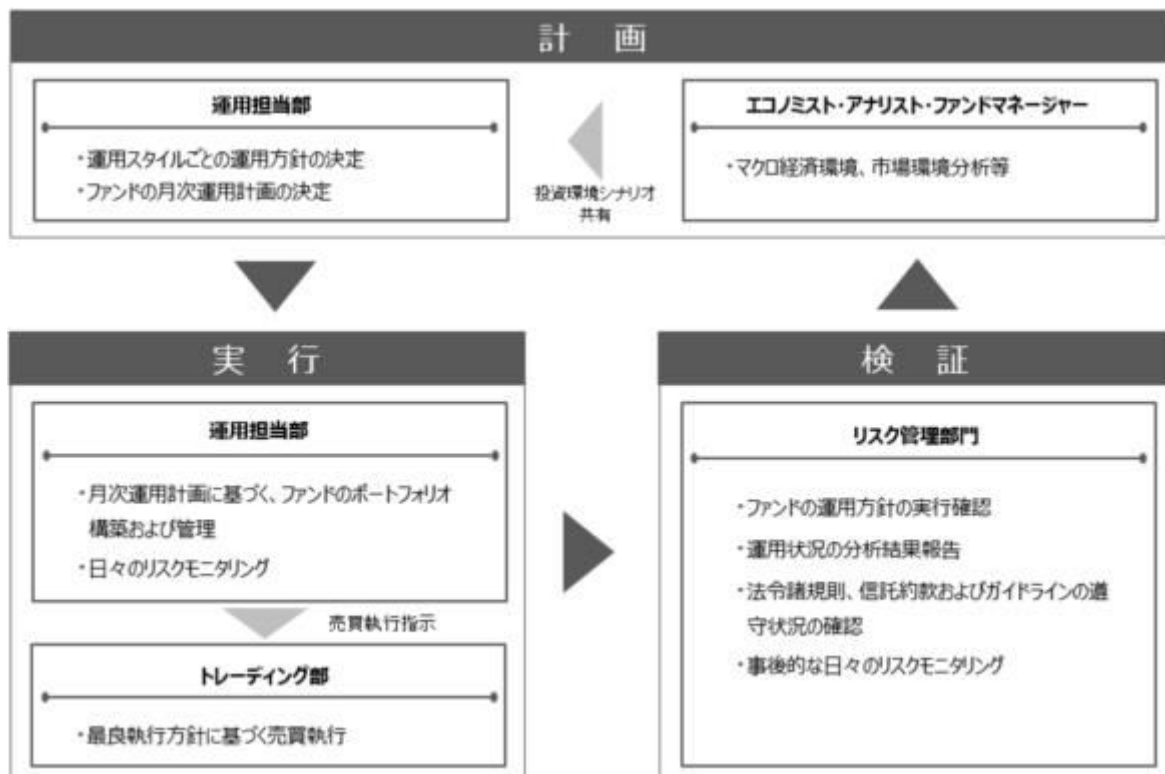 計　画
運用担当部
・運用スタイルごとの運用方針の決定
・ファンドの月次運用計画の決定
投資環境シナリオ
共有
エコノミスト・アナリスト・ファンドマネージャー
・マクロ経済環境、市場環境分析等
実　行
運用担当部
・月次運用計画に基づく、ファンドのポートフォリオ
構築および管理
・日々のリスクモニタリング
売買執行指示
トレーディング部
・最良執行方針に基づく売買執行
検　証
リスク管理部門
・ファンドの運用方針の実行確認
・運用状況の分析結果報告
・法令諸規則、信託約款およびガイドラインの遵
守状況の確認
・事後的な日々のリスクモニタリング